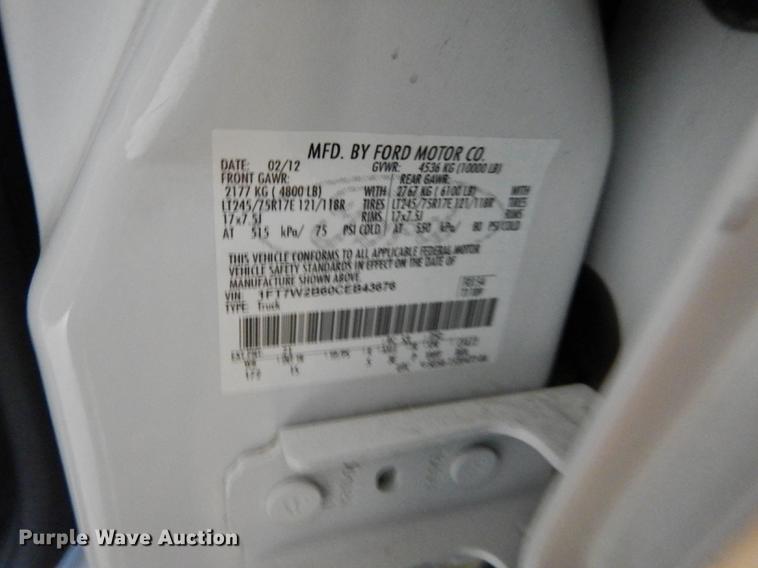 MFD. BY FORD MOTOR CO.
DATE: 02/12 GVWR: 4536 KG (10000 LB)
FRONT GAWR: REAR GAWR:
2177 KG ( 4800 LB) WITH 2767 KG ( 6100 LB) WITH
LT245/75R17E 121/118R TIRES LT245/75R17E 121/118R TIRES
17x7.5J RIMS 17x7.5J RIMS
AT 515 kPa/ 75 PSI COLD AT 550 kPa/ 80 PSI COLD
THIS VEHICLE CONFORMS TO ALL APPLICABLE FEDERAL MOTOR
VEHICLE SAFETY STANDARDS IN EFFECT ON THE DATE OF
MANUFACTURE SHOWN ABOVE.
VIN: 1FT7W2B60CEB43676
TYPE: Truck
EXT PNT:
Purple Wave Auction